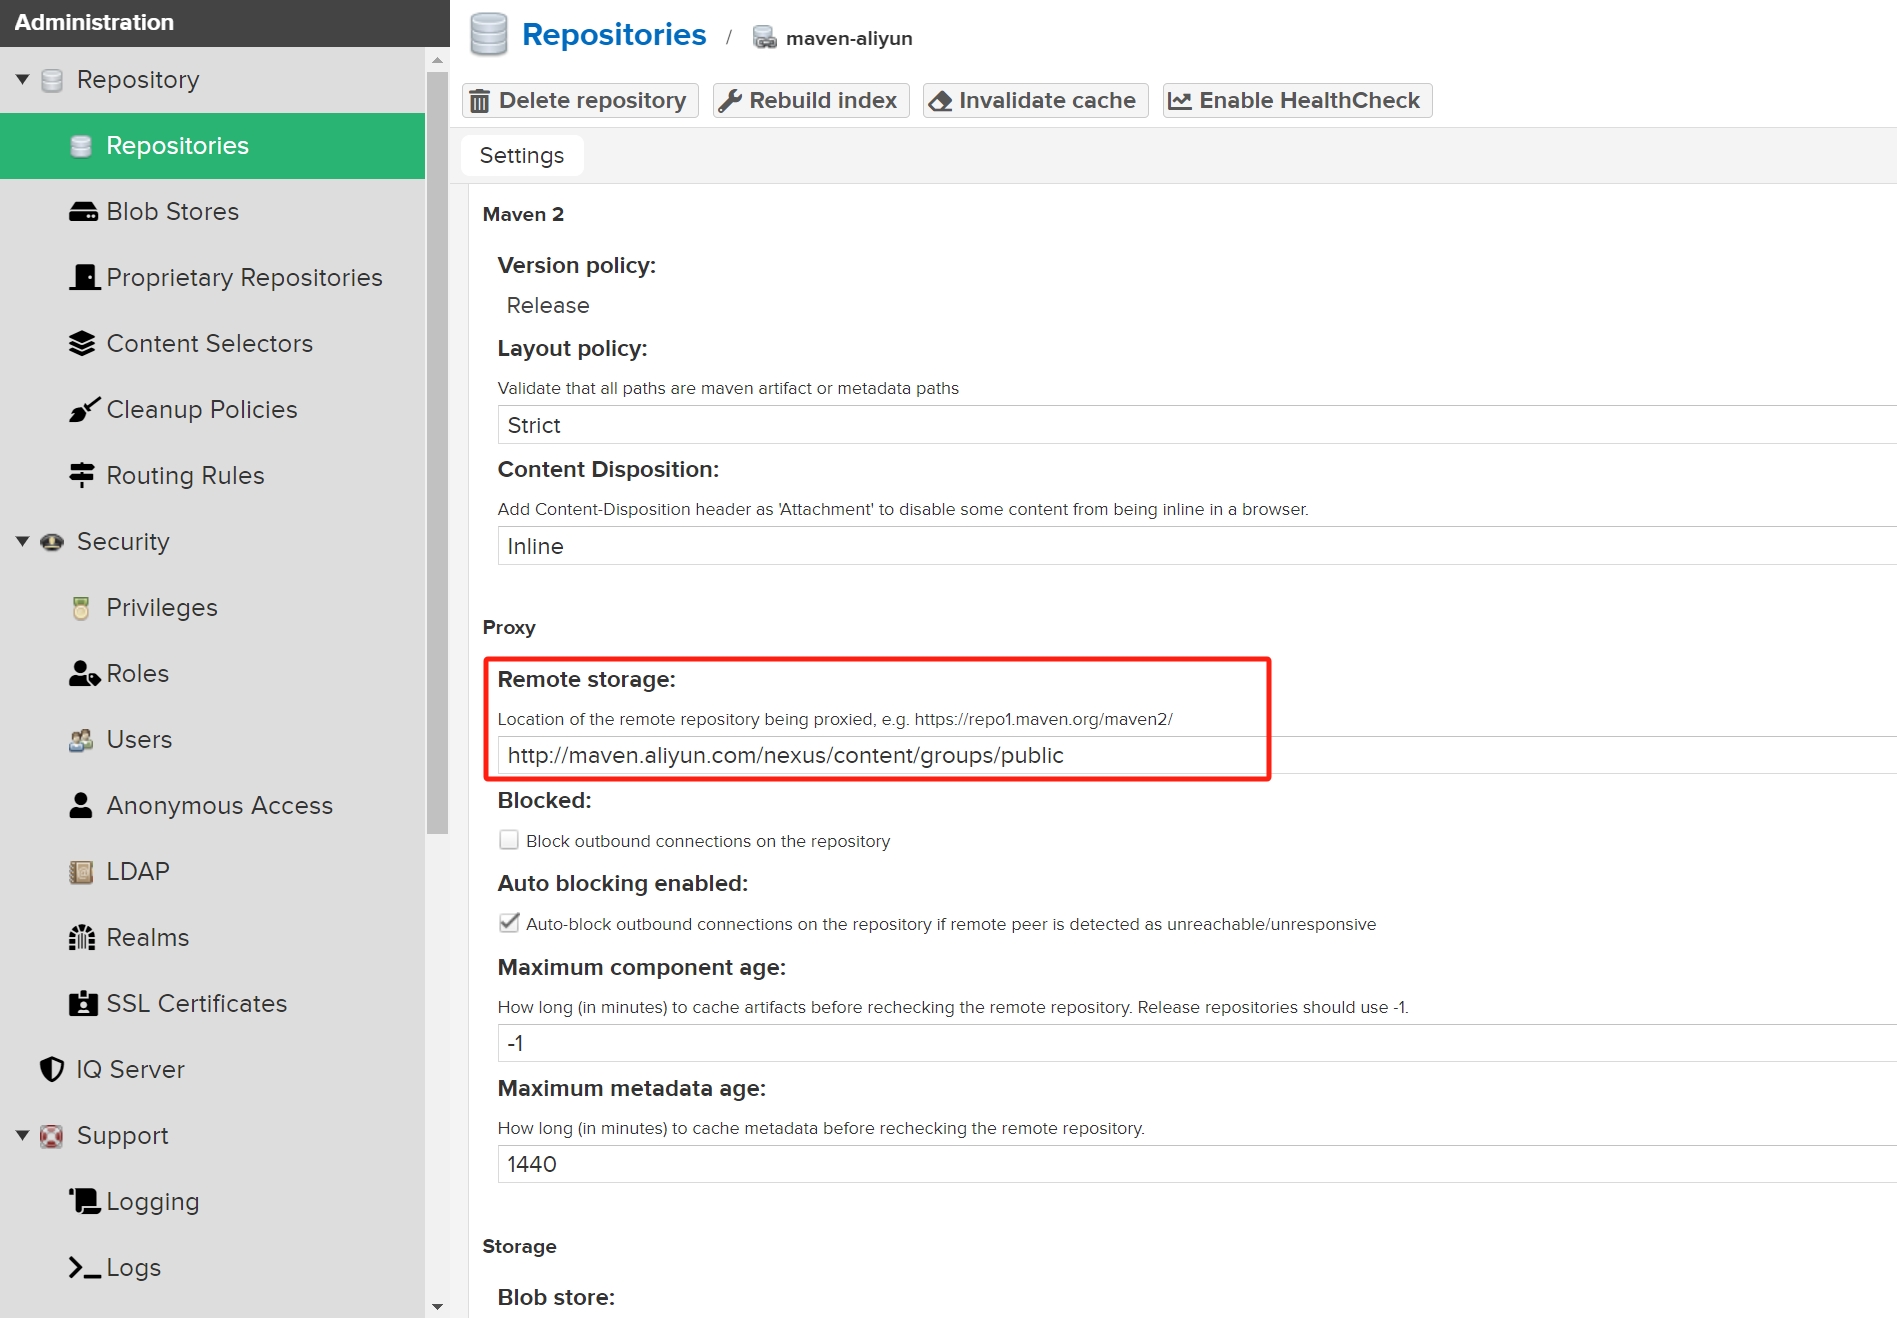 Administration
Repository
Repositories
Blob Stores
Proprietary Repositories
Content Selectors
Cleanup Policies
Routing Rules
Security
Privileges
Roles
Users
Anonymous Access
LDAP
Realms
SSL Certificates
IQ Server
Support
Logging
Logs
Repositories / maven-aliyun
Delete repository Rebuild index Invalidate cache Enable HealthCheck
Settings
Maven 2
Version policy:
Release
Layout policy:
Validate that all paths are maven artifact or metadata paths
Strict
Content Disposition:
Add Content-Disposition header as 'Attachment' to disable some content from being inline in a browser.
Inline
Proxy
Remote storage:
Location of the remote repository being proxied, e.g. https://repo1.maven.org/maven2/
http://maven.aliyun.com/nexus/content/groups/public
Blocked:
Block outbound connections on the repository
Auto blocking enabled:
Auto-block outbound connections on the repository if remote peer is detected as unreachable/unresponsive
Maximum component age:
How long (in minutes) to cache artifacts before rechecking the remote repository. Release repositories should use -1.
-1
Maximum metadata age:
How long (in minutes) to cache metadata before rechecking the remote repository.
1440
Storage
Blob store: